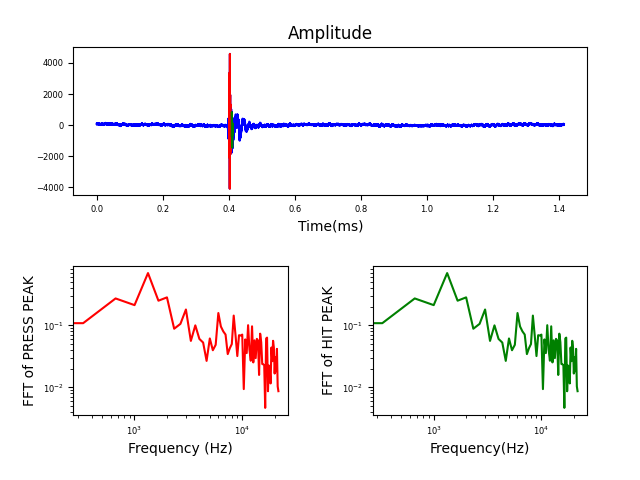 Amplitude
4000
2000
0
−2000
−4000
0.0 0.2 0.4 0.6 0.8 1.0 1.2 1.4
Time(ms)
FFT of PRESS PEAK
10⁻¹
10⁻²
10³ 10⁴
Frequency (Hz)
FFT of HIT PEAK
10⁻¹
10⁻²
10³ 10⁴
Frequency(Hz)